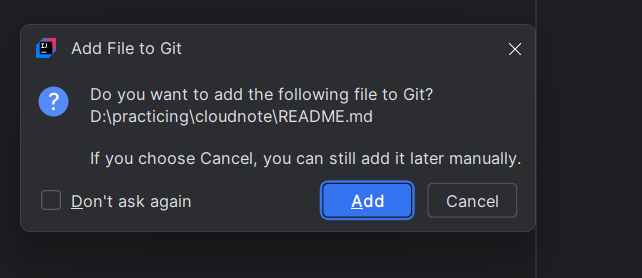 Add File to Git
Do you want to add the following file to Git?
D:\practicing\cloudnote\README.md
If you choose Cancel, you can still add it later manually.
Don't ask again
Add
Cancel